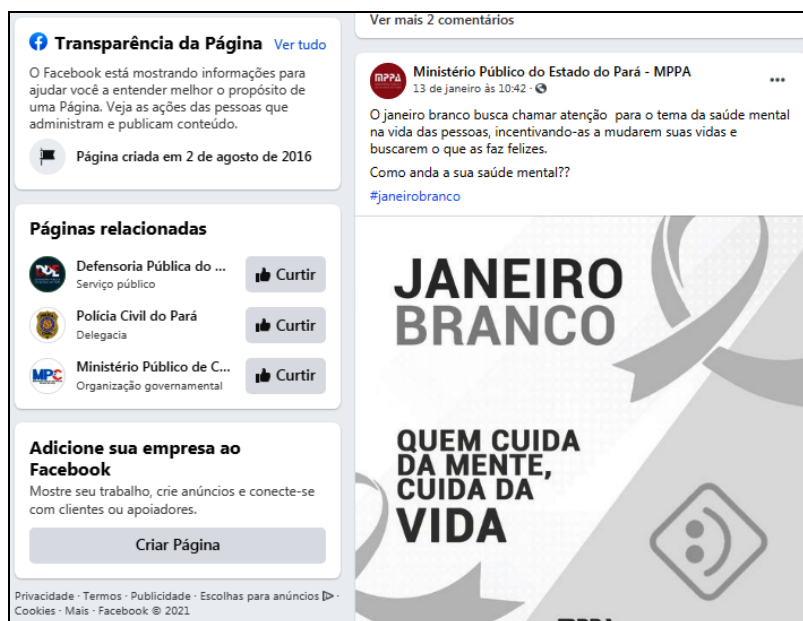 Transparência da Página Ver tudo
O Facebook está mostrando informações para
ajudar você a entender melhor o propósito de
uma Página. Veja as ações das pessoas que
administram e publicam conteúdo.
Página criada em 2 de agosto de 2016
Páginas relacionadas
Defensoria Pública do ...
Serviço público
Curtir
Polícia Civil do Pará
Delegacia
Curtir
MPC
Ministério Público de C...
Organização governamental
Curtir
Adicione sua empresa ao
Facebook
Mostre seu trabalho, crie anúncios e conecte-se
com clientes ou apoiadores.
Criar Página
Privacidade · Termos · Publicidade · Escolhas para anúncios ·
Cookies · Mais · Facebook © 2021
Ver mais 2 comentários
MPPA
Ministério Público do Estado do Pará - MPPA
13 de janeiro às 10:42 ·
O janeiro branco busca chamar atenção para o tema da saúde mental
na vida das pessoas, incentivando-as a mudarem suas vidas e
buscarem o que as faz felizes.
Como anda a sua saúde mental??
#janeirobranco
JANEIRO
BRANCO
QUEM CUIDA
DA MENTE,
CUIDA DA
VIDA